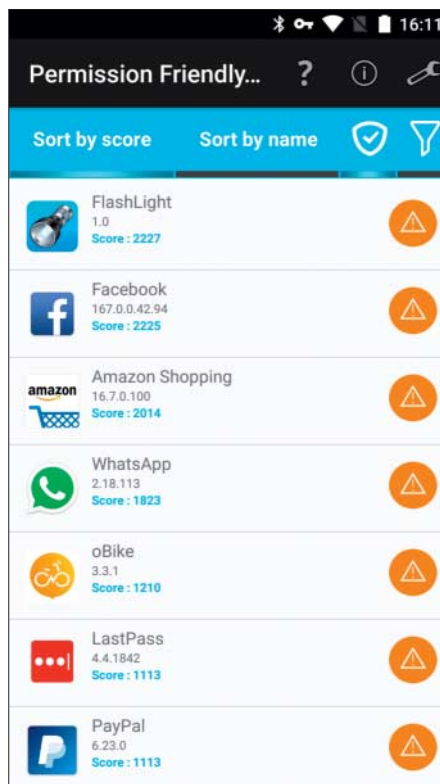 16:11
Permission Friendly... ? i
Sort by score Sort by name
FlashLight
1.0
Score : 2227
Facebook
167.0.0.42.94
Score : 2225
amazon
Amazon Shopping
16.7.0.100
Score : 2014
WhatsApp
2.18.113
Score : 1823
oBike
3.3.1
Score : 1210
LastPass
4.4.1842
Score : 1113
PayPal
6.23.0
Score : 1113